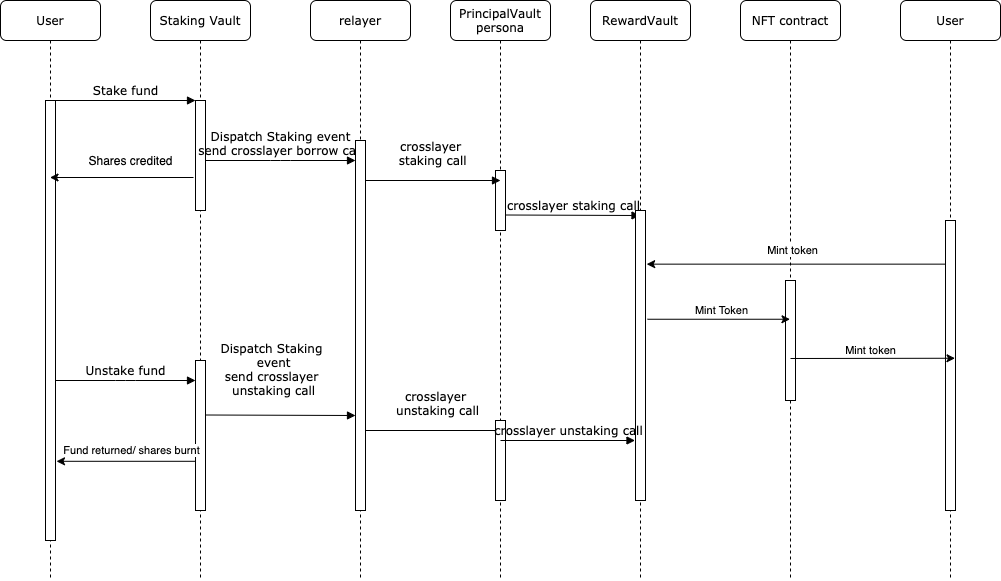 User
Staking Vault
relayer
PrincipalVault
persona
RewardVault
NFT contract
User
Stake fund
Dispatch Staking event
send crosslayer borrow ca
Shares credited
crosslayer
staking call
crosslayer staking call
Mint token
Mint Token
Mint token
Dispatch Staking
event
send crosslayer
unstaking call
Unstake fund
crosslayer
unstaking call
crosslayer unstaking call
Fund returned/ shares burnt